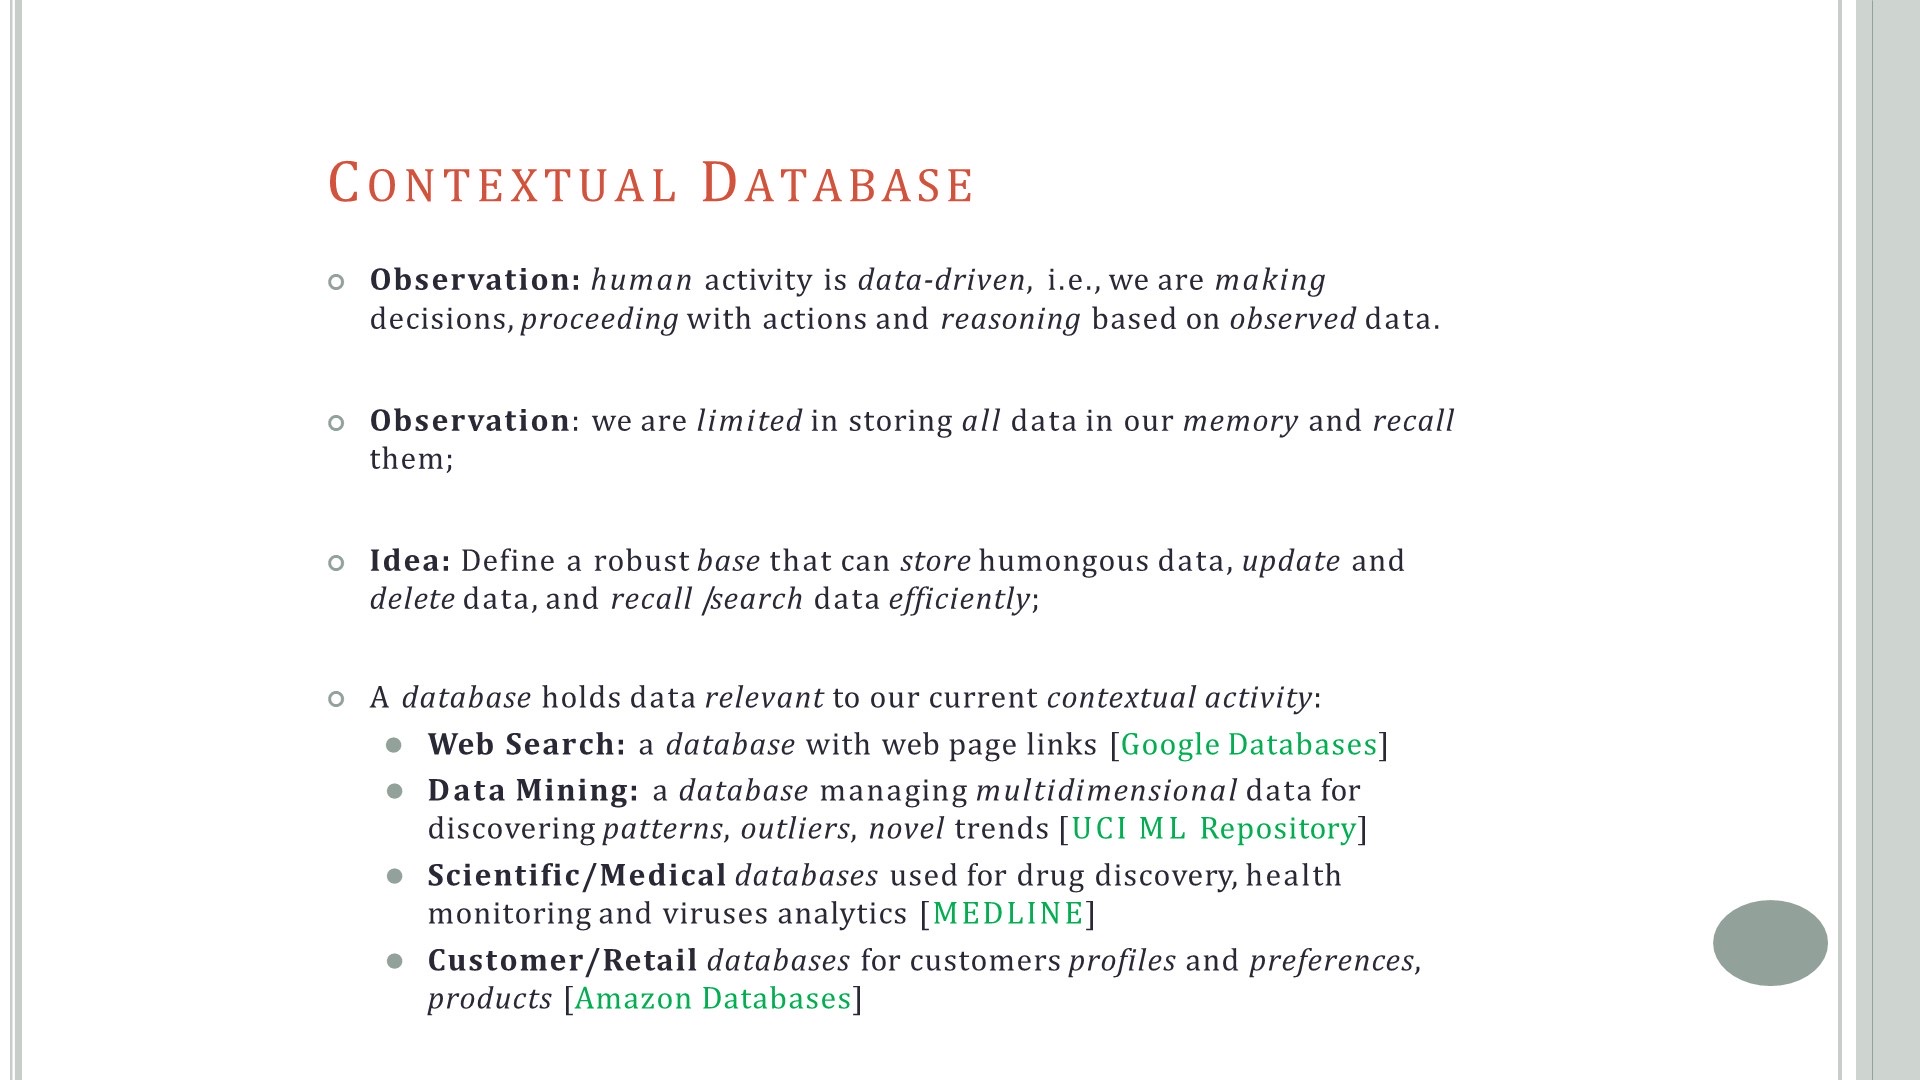 CONTEXTUAL DATABASE
Observation: human activity is data-driven, i.e., we are making
decisions, proceeding with actions and reasoning based on observed data.
Observation: we are limited in storing all data in our memory and recall
them;
Idea: Define a robust base that can store humongous data, update and
delete data, and recall /search data efficiently;
A database holds data relevant to our current contextual activity:
Web Search: a database with web page links [Google Databases]
Data Mining: a database managing multidimensional data for
discovering patterns, outliers, novel trends [UCI ML Repository]
Scientific/Medical databases used for drug discovery, health
monitoring and viruses analytics [MEDLINE]
Customer/Retail databases for customers profiles and preferences,
products [Amazon Databases]